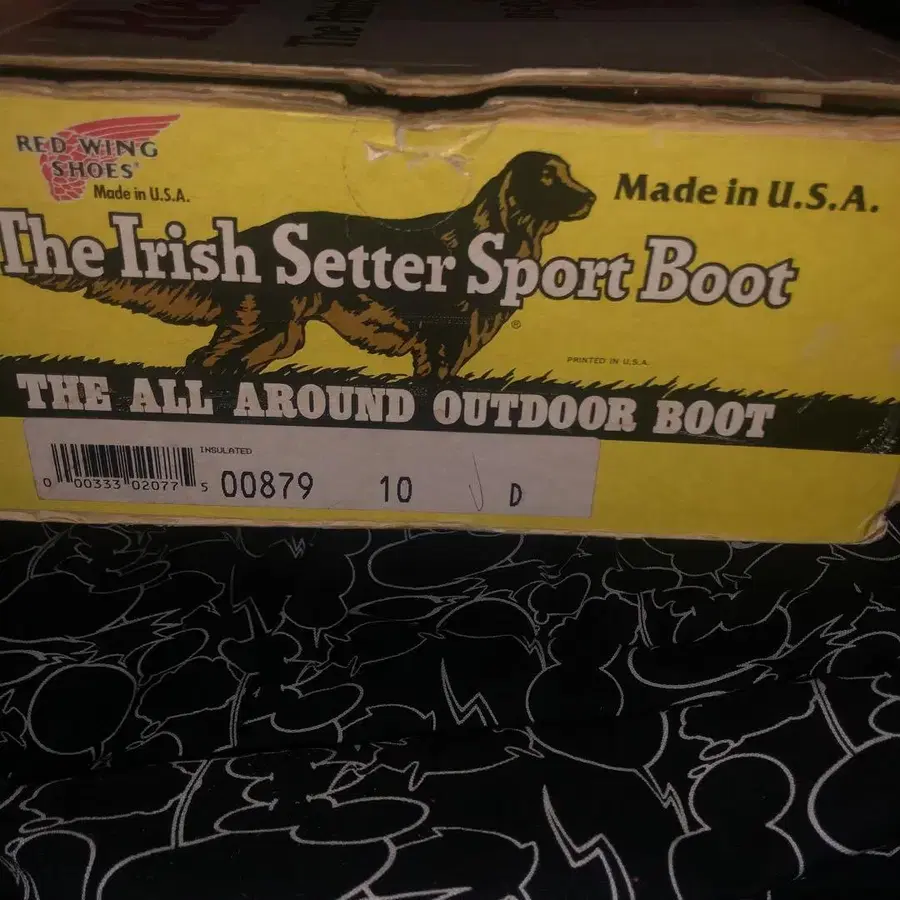 RED WING
SHOES®
Made in U.S.A.
Made in U.S.A.
The Irish Setter Sport Boot
®
PRINTED IN U.S.A.
THE ALL AROUND OUTDOOR BOOT
INSULATED
0 00333 02077 5
00879 10 D